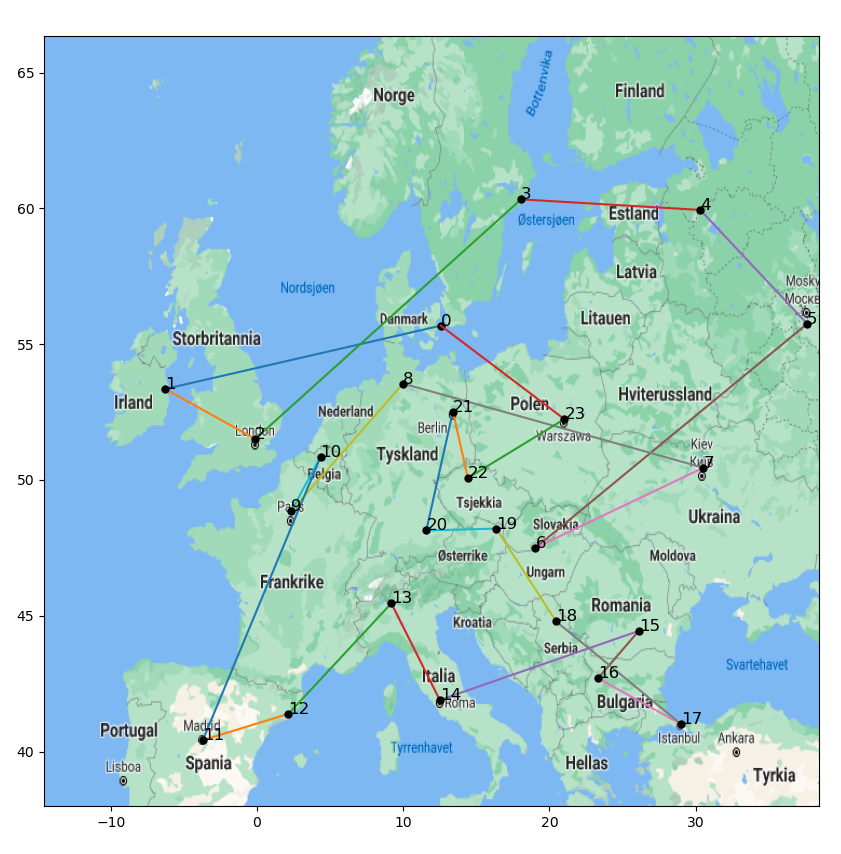 65
60
55
50
45
40
−10
0
10
20
30
Bottenvika
Norge
Finland
3
4
Østersjøen
Estland
Nordsjøen
Latvia
Mosky
Моске
5
Danmark
0
Litauen
Storbritannia
1
Irland
8
Nederland
Hviterussland
Polen
21
23
Berlin
Warszawa
London
2
Kiev
Київ
7
10
Belgia
Tyskland
22
9
Paris
Tsjekkia
20
19
Slovakia
6
Ukraina
Østerrike
Ungarn
Moldova
Frankrike
13
18
Romania
15
Kroatia
Serbia
16
Svartehavet
Italia
14
Roma
Bulgaria
12
17
Istanbul
Ankara
Portugal
Madrid
11
Spania
Lisboa
Tyrrenhavet
Hellas
Tyrkia